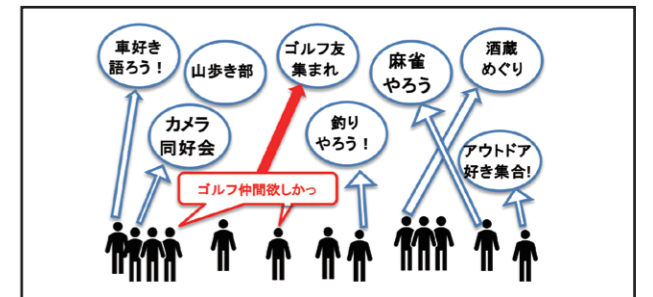 車好き
語ろう！
山歩き部
ゴルフ友
集まれ
麻雀
やろう
酒蔵
めぐり
カメラ
同好会
釣り
やろう！
アウトドア
好き集合!
ゴルフ仲間欲しかっ